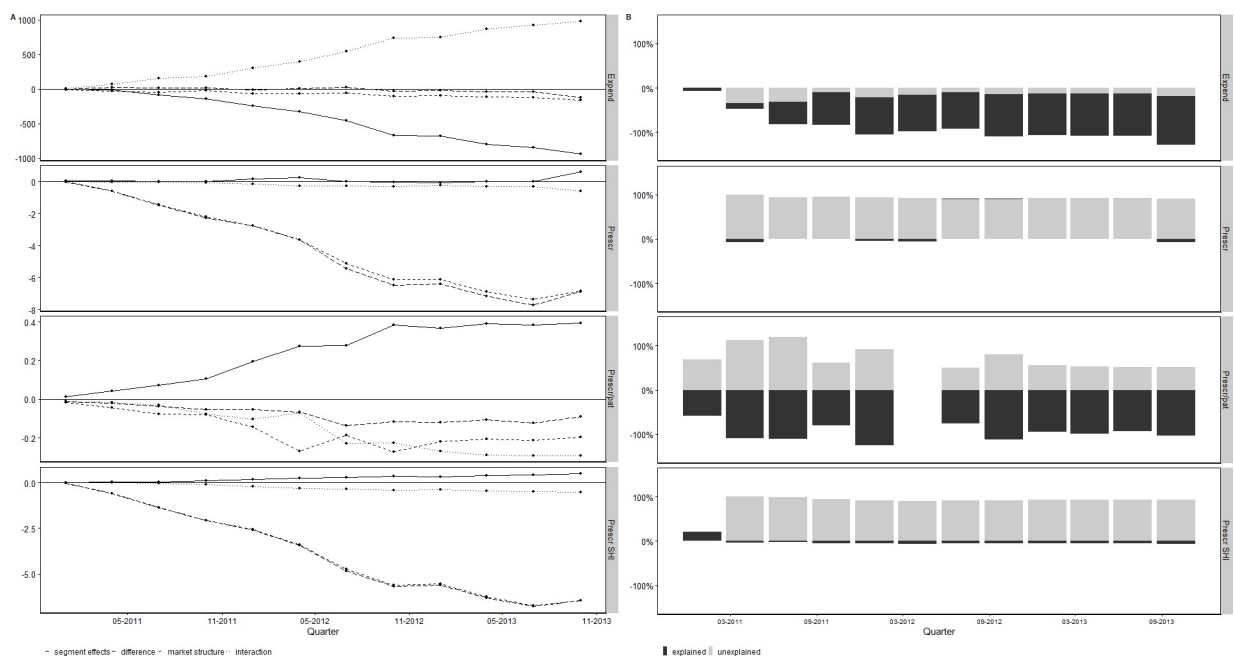 A
1000
500
0
-500
-1000
Expend
0
-2
-4
-6
-8
Prescr
0.4
0.2
0.0
-0.2
Prescr/pat
0.0
-2.5
-5.0
Prescr SHI
05-2011 11-2011 05-2012 11-2012 05-2013 11-2013
Quarter
segment effects difference market structure interaction
B
100%
0%
-100%
Expend
100%
0%
-100%
Prescr
100%
0%
-100%
Prescr/pat
100%
0%
-100%
Prescr SHI
03-2011 09-2011 03-2012 09-2012 03-2013 09-2013
Quarter
explained unexplained